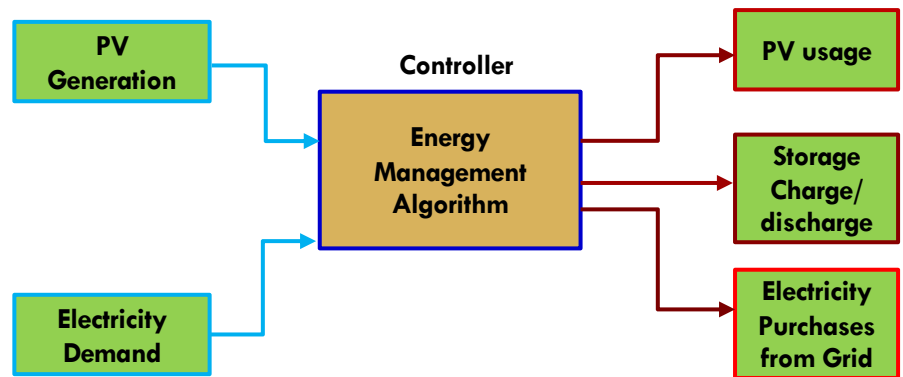 PV
Generation
Electricity
Demand
Controller
Energy
Management
Algorithm
PV usage
Storage
Charge/
discharge
Electricity
Purchases
from Grid